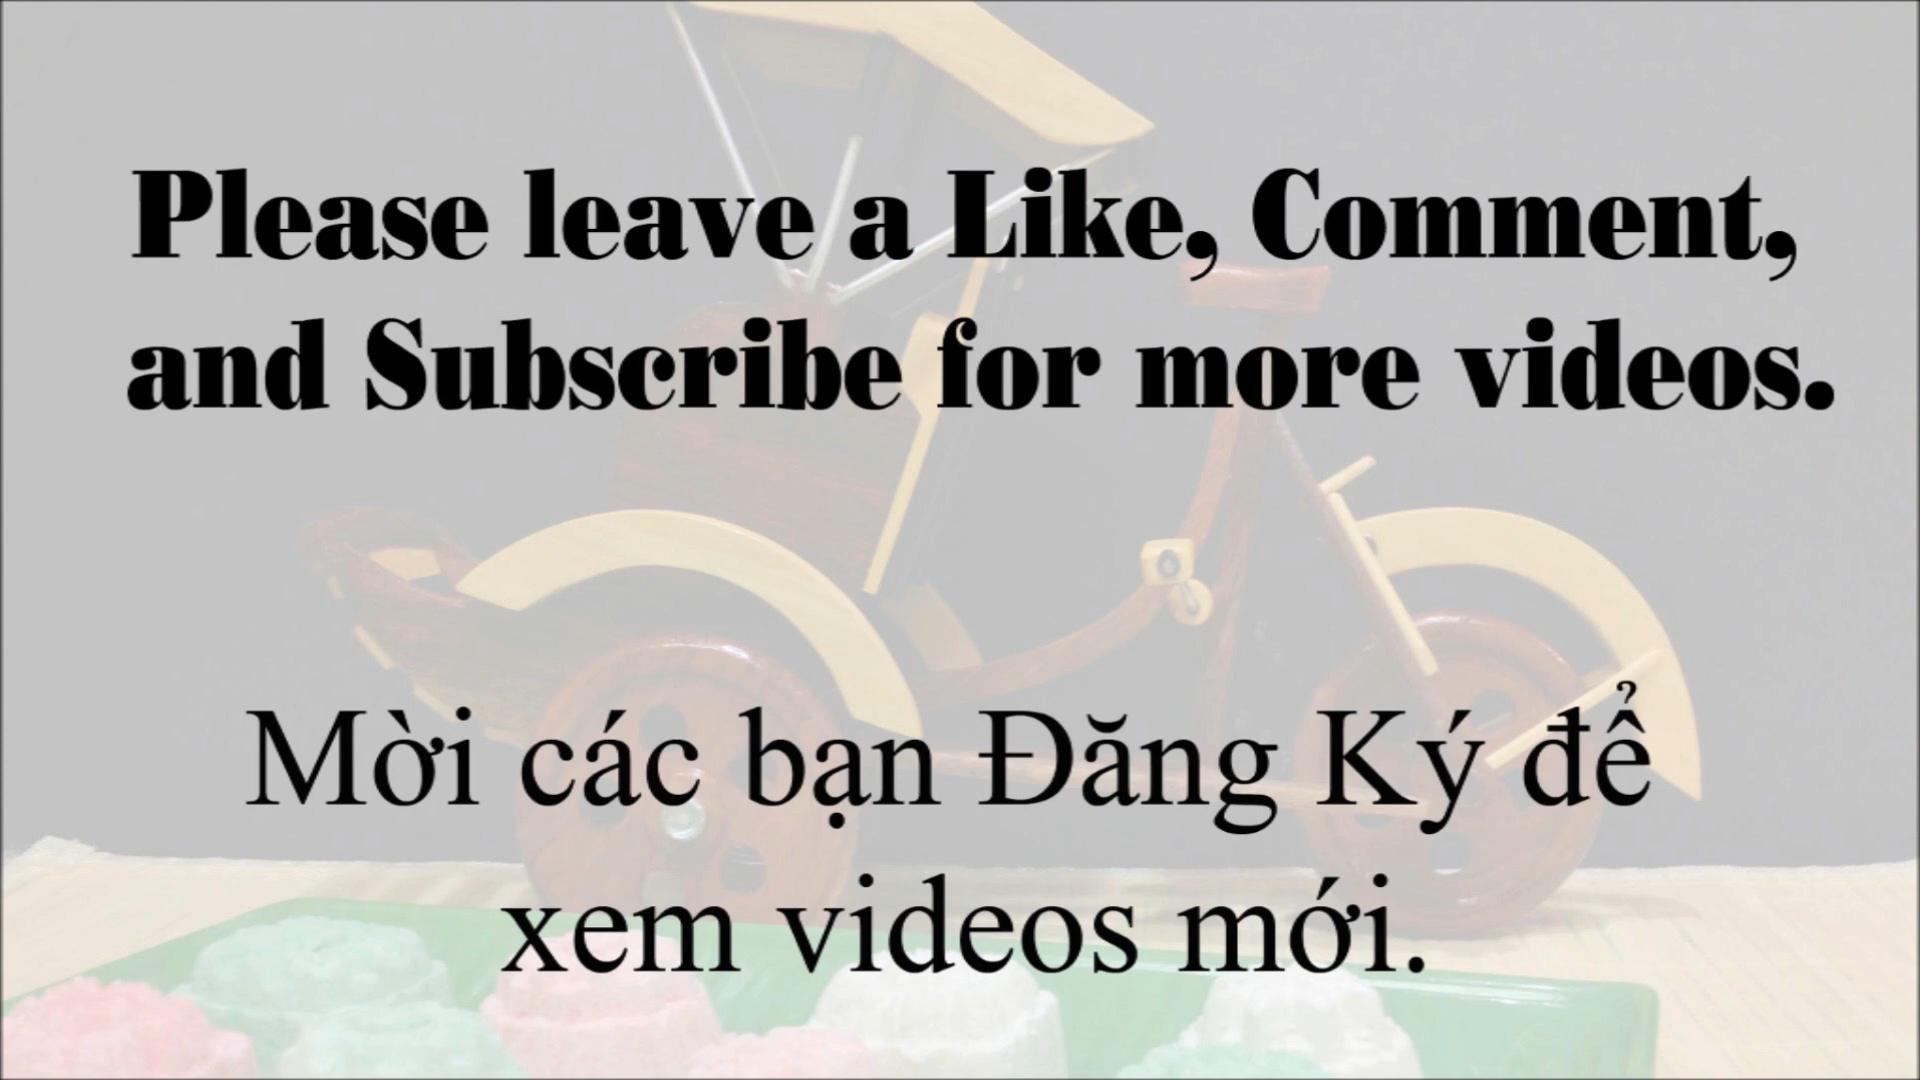 Please leave a Like, Comment,
and Subscribe for more videos.
Mời các bạn Đăng Ký để
xem videos mới.